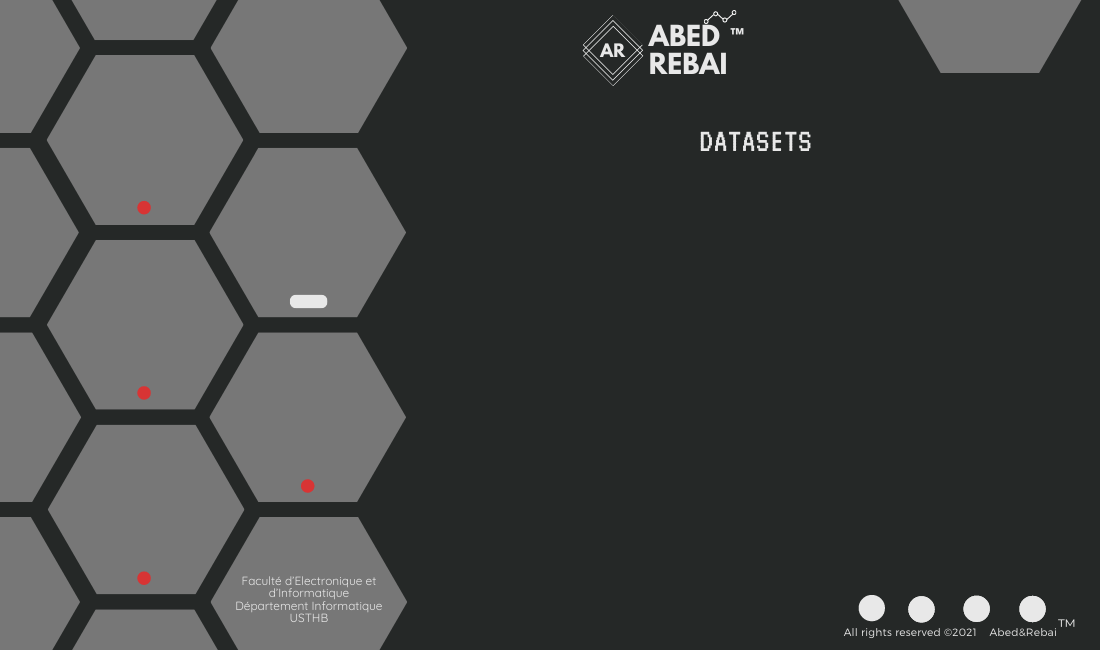 AR
ABED ™
REBAI
DATASETS
Faculté d'Electronique et
d'Informatique
Département Informatique
USTHB
All rights reserved ©2021 Abed&Rebai ™